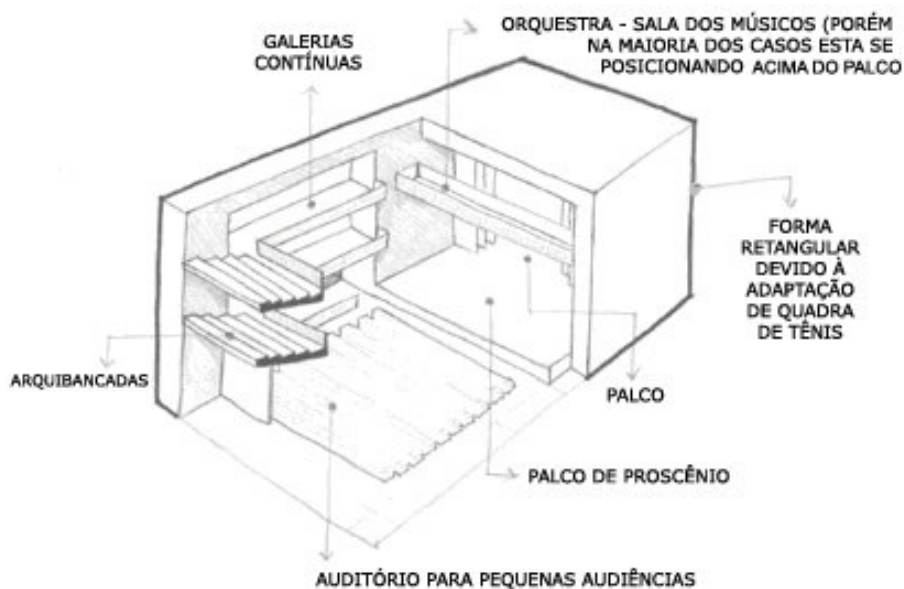 GALERIAS
CONTÍNUAS
ORQUESTRA - SALA DOS MÚSICOS (PORÉM
NA MAIORIA DOS CASOS ESTA SE
POSICIONANDO ACIMA DO PALCO
FORMA
RETANGULAR
DEVIDO À
ADAPTAÇÃO
DE QUADRA
DE TÊNIS
ARQUIBANCADAS
PALCO
PALCO DE PROSCÊNIO
AUDITÓRIO PARA PEQUENAS AUDIÊNCIAS